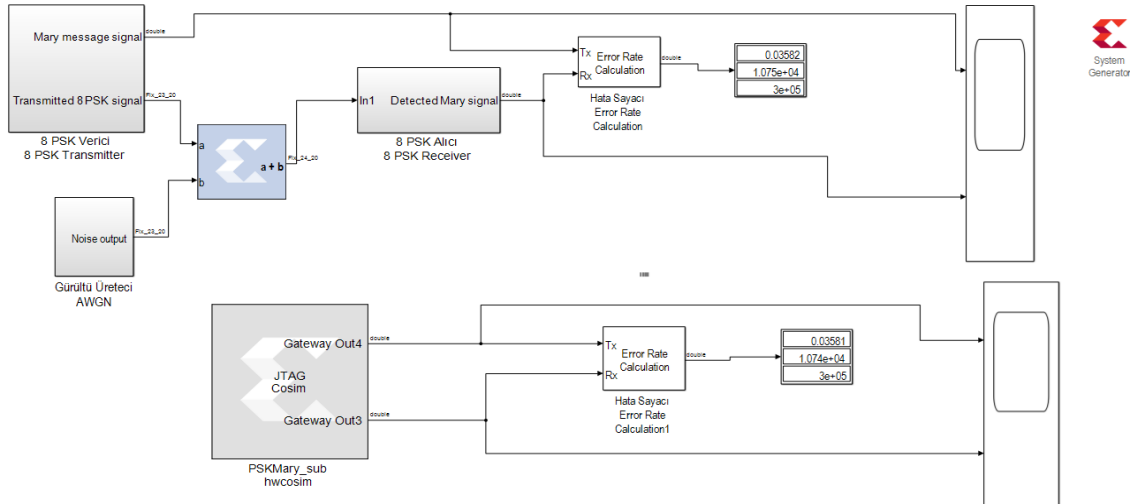 Mary message signal
double
Transmitted 8 PSK signal
Fix_23_20
8 PSK Verici
8 PSK Transmitter
a
b
a + b
Fix_24_20
Noise output
Fix_23_20
Gürültü Üreteci
AWGN
In1
Detected Mary signal
double
8 PSK Alıcı
8 PSK Receiver
Tx
Rx
Error Rate
Calculation
double
Hata Sayacı
Error Rate
Calculation
0.03582
1.075e+04
3e+05
System
Generator
Gateway Out4
double
JTAG
Cosim
Gateway Out3
double
PSKMary_sub
hwcosim
Tx
Rx
Error Rate
Calculation
double
Hata Sayacı
Error Rate
Calculation1
0.03581
1.074e+04
3e+05